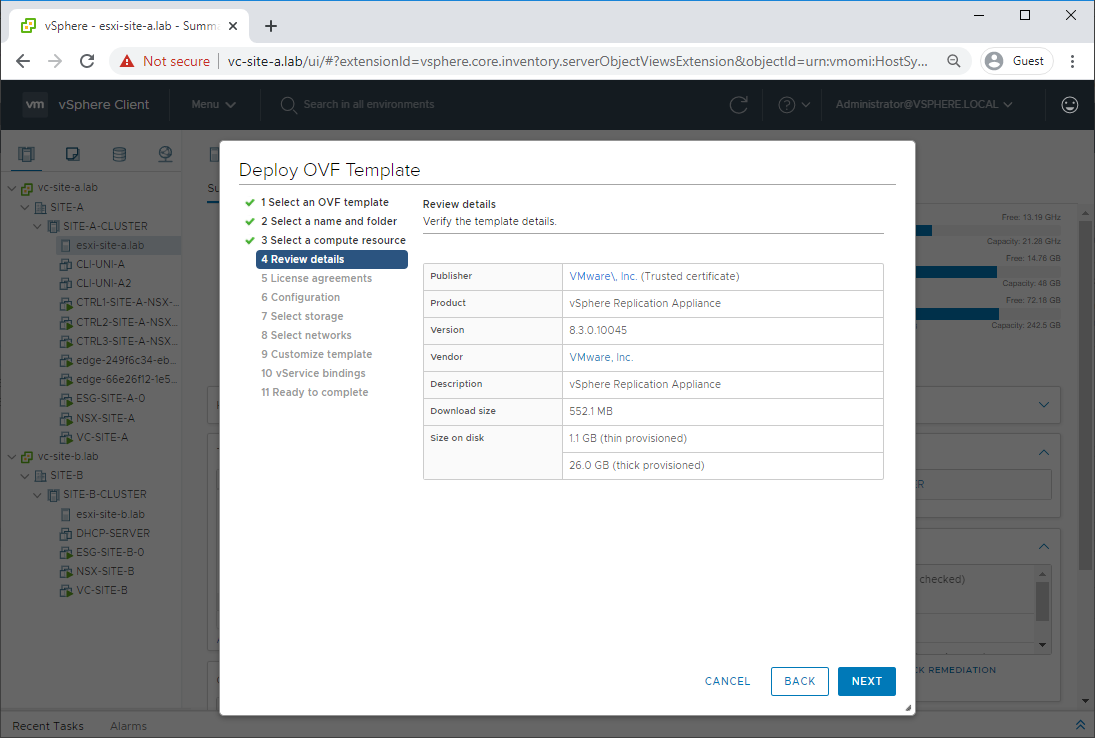 vSphere - esxi-site-a.lab - Summa
Not secure
vc-site-a.lab/ui/#?extensionId=vsphere.core.inventory.serverObjectViewsExtension&objectId=urn:vmomi:HostSy...
Guest
vm
vSphere Client
Menu
Search in all environments
Administrator@VSPHERE.LOCAL
vc-site-a.lab
SITE-A
SITE-A-CLUSTER
esxi-site-a.lab
CLI-UNI-A
CLI-UNI-A2
CTRL1-SITE-A-NSX-...
CTRL2-SITE-A-NSX...
CTRL3-SITE-A-NSX...
edge-249f6c34-eb...
edge-66e26f12-1e5...
ESG-SITE-A-0
NSX-SITE-A
VC-SITE-A
vc-site-b.lab
SITE-B
SITE-B-CLUSTER
esxi-site-b.lab
DHCP-SERVER
ESG-SITE-B-0
NSX-SITE-B
VC-SITE-B
Su
Free: 13.19 GHz
Capacity: 21.28 GHz
Free: 14.76 GB
Capacity: 46 GB
Free: 72.18 GB
Capacity: 242.5 GB
ER
checked)
CK REMEDIATION
Deploy OVF Template
1 Select an OVF template
2 Select a name and folder
3 Select a compute resource
4 Review details
5 License agreements
6 Configuration
7 Select storage
8 Select networks
9 Customize template
10 vService bindings
11 Ready to complete
Review details
Verify the template details.
Publisher VMware\, Inc. (Trusted certificate)
Product vSphere Replication Appliance
Version 8.3.0.10045
Vendor VMware, Inc.
Description vSphere Replication Appliance
Download size 552.1 MB
Size on disk 1.1 GB (thin provisioned)
26.0 GB (thick provisioned)
CANCEL BACK NEXT
Recent Tasks Alarms